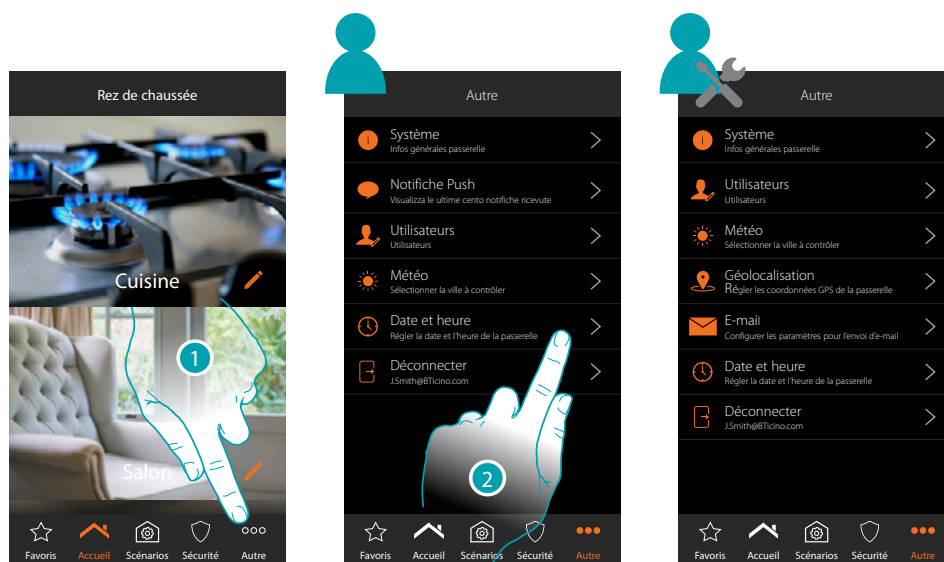 Rez de chaussée
Cuisine
1
Salon
Favoris
Accueil
Scénarios
Sécurité
Autre
Autre
Système
Infos générales passerelle
Notifiche Push
Visualizza le ultime cento notifiche ricevute
Utilisateurs
Utilisateurs
Météo
Sélectionner la ville à contrôler
Date et heure
Régler la date et l'heure de la passerelle
Déconnecter
J.Smith@BTicino.com
2
Favoris
Accueil
Scénarios
Sécurité
Autre
Autre
Système
Infos générales passerelle
Utilisateurs
Utilisateurs
Météo
Sélectionner la ville à contrôler
Géolocalisation
Régler les coordonnées GPS de la passerelle
E-mail
Configurer les paramètres pour l'envoi d'e-mail
Date et heure
Régler la date et l'heure de la passerelle
Déconnecter
J.Smith@BTicino.com
Favoris
Accueil
Scénarios
Sécurité
Autre